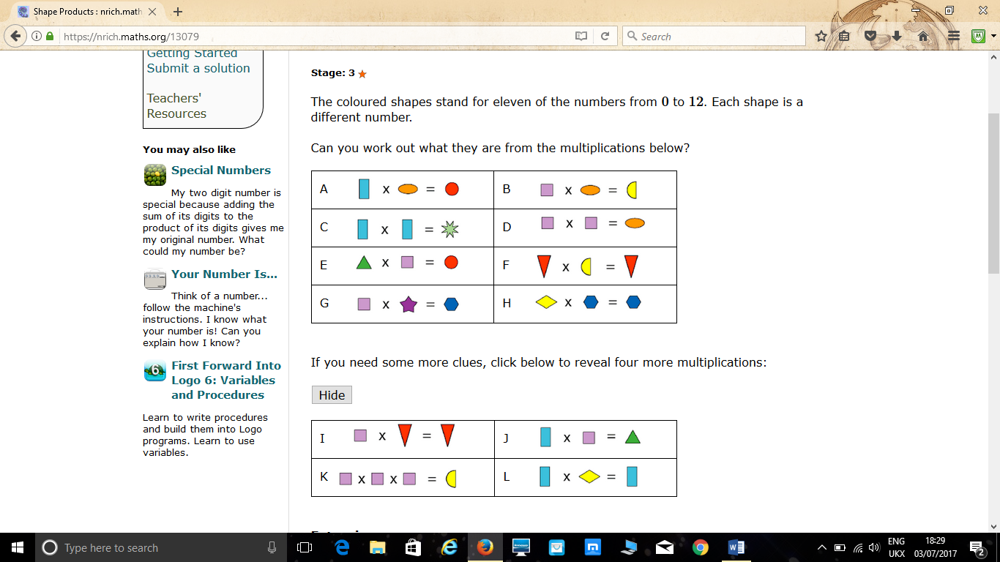 Shape Products : nrich.math
https://nrich.maths.org/13079
Search
Getting Started
Submit a solution
Teachers'
Resources
You may also like
Special Numbers
My two digit number is
special because adding the
sum of its digits to the
product of its digits gives me
my original number. What
could my number be?
Your Number Is...
Think of a number...
follow the machine's
instructions. I know what
your number is! Can you
explain how I know?
First Forward Into
Logo 6: Variables
and Procedures
Learn to write procedures
and build them into Logo
programs. Learn to use
variables.
Stage: 3
The coloured shapes stand for eleven of the numbers from 0 to 12. Each shape is a
different number.
Can you work out what they are from the multiplications below?
A x =
B x =
C x =
D x =
E x =
F x =
G x =
H x =
If you need some more clues, click below to reveal four more multiplications:
Hide
I x =
J x =
K x x =
L x =
Type here to search
ENG
UKX
18:29
03/07/2017
2